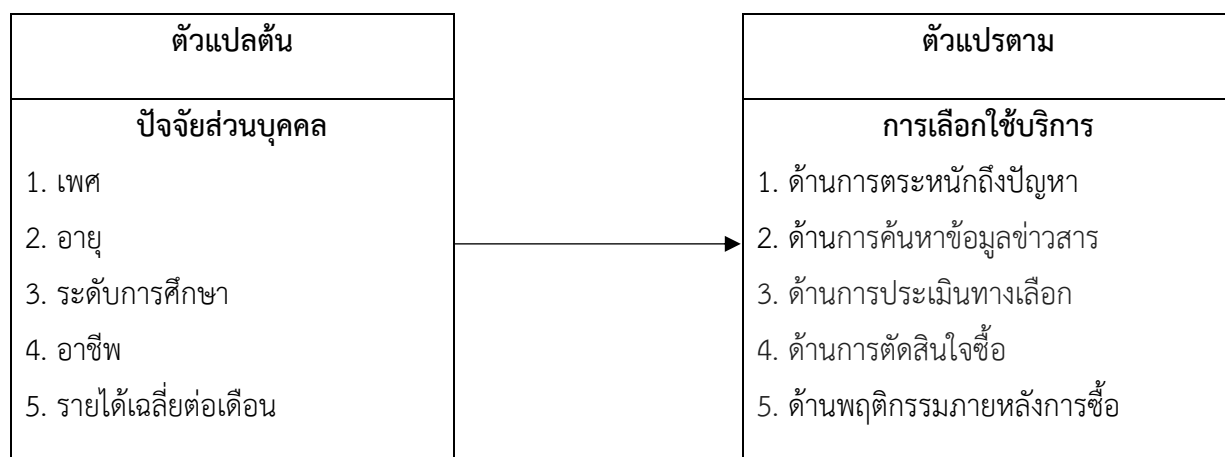 ตัวแปลต้น
ปัจจัยส่วนบุคคล
1. เพศ
2. อายุ
3. ระดับการศึกษา
4. อาชีพ
5. รายได้เฉลี่ยต่อเดือน
ตัวแปรตาม
การเลือกใช้บริการ
1. ด้านการตระหนักถึงปัญหา
2. ด้านการค้นหาข้อมูลข่าวสาร
3. ด้านการประเมินทางเลือก
4. ด้านการตัดสินใจซื้อ
5. ด้านพฤติกรรมภายหลังการซื้อ